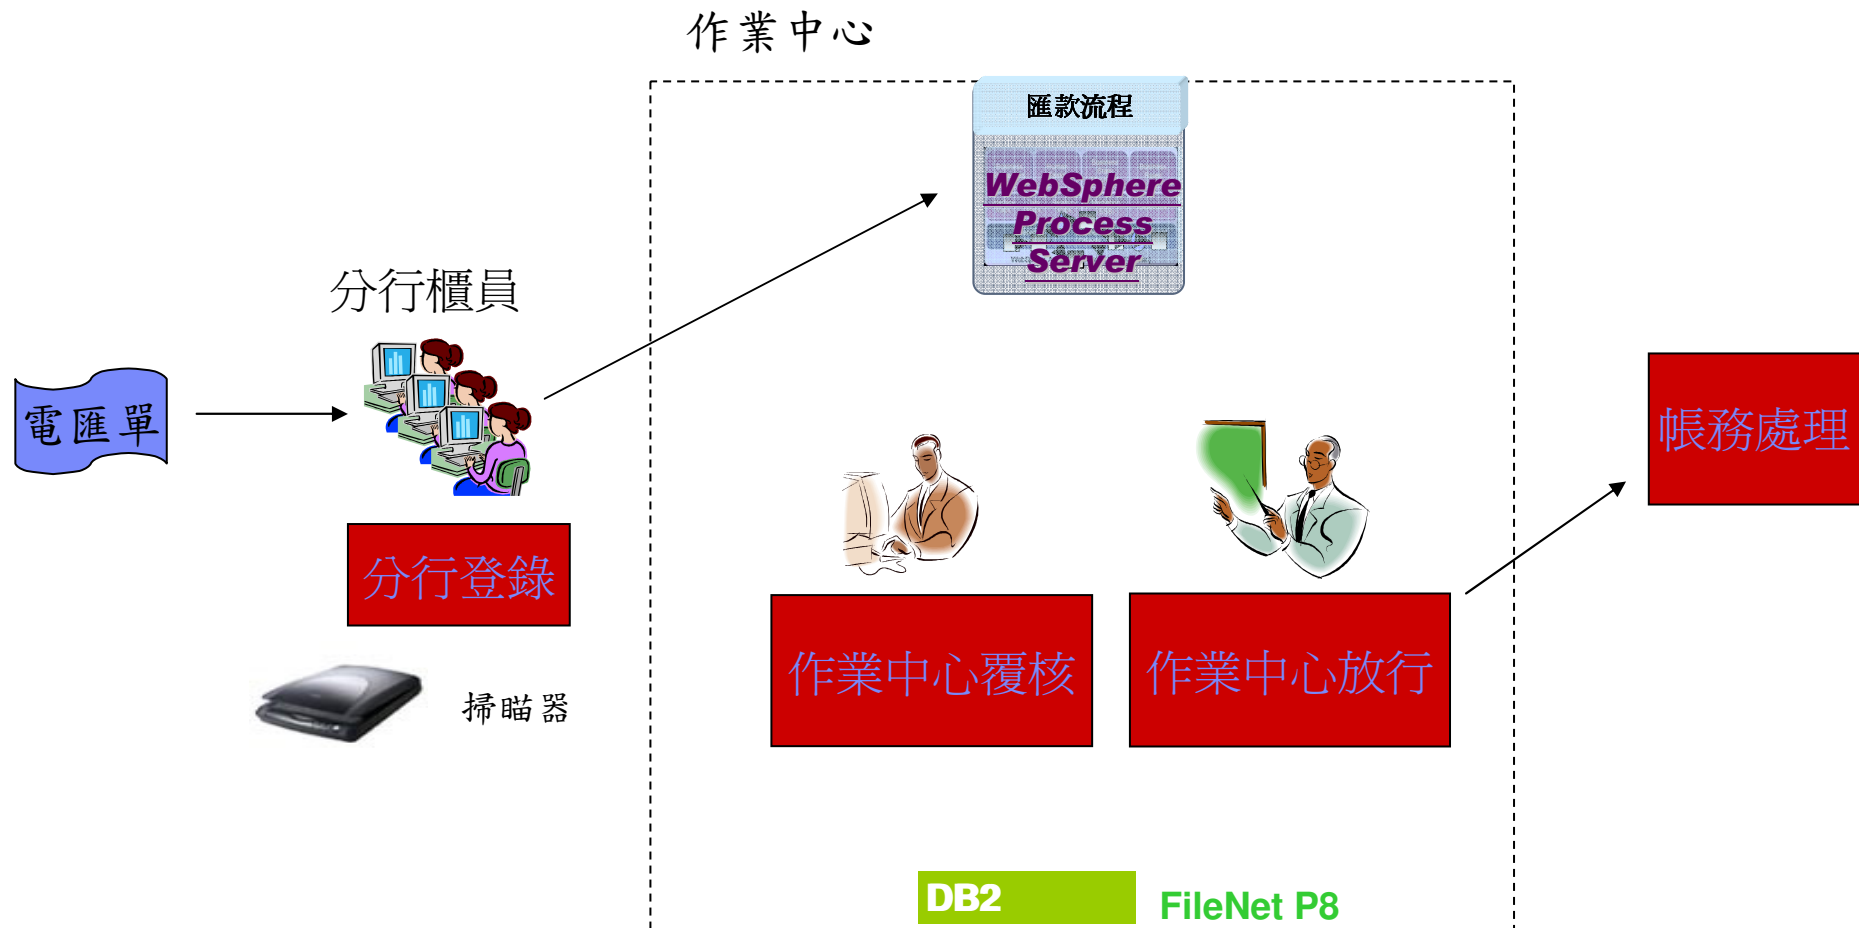 作業中心
匯款流程
WebSphere
Process
Server
分行櫃員
電匯單
帳務處理
分行登錄
作業中心覆核
作業中心放行
掃瞄器
DB2
FileNet P8